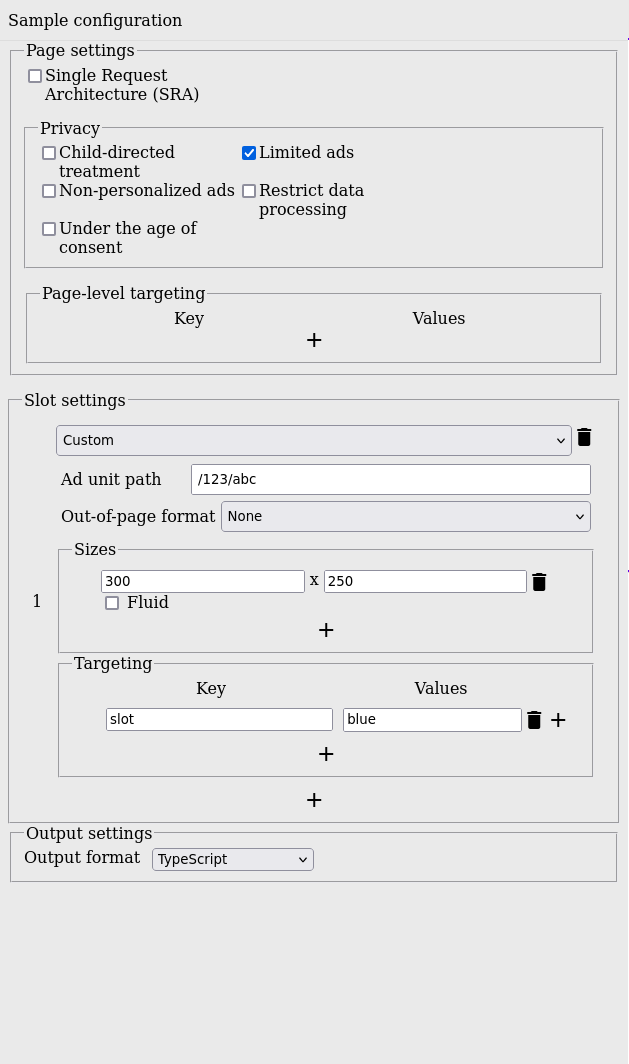 Sample configuration
Page settings
Single Request
Architecture (SRA)
Privacy
Child-directed
treatment
Limited ads
Non-personalized ads
Restrict data
processing
Under the age of
consent
Page-level targeting
Key Values
+
Slot settings
Custom
Ad unit path /123/abc
Out-of-page format None
Sizes
1
300 x 250
Fluid
+
Targeting
Key Values
slot blue +
+
+
Output settings
Output format TypeScript